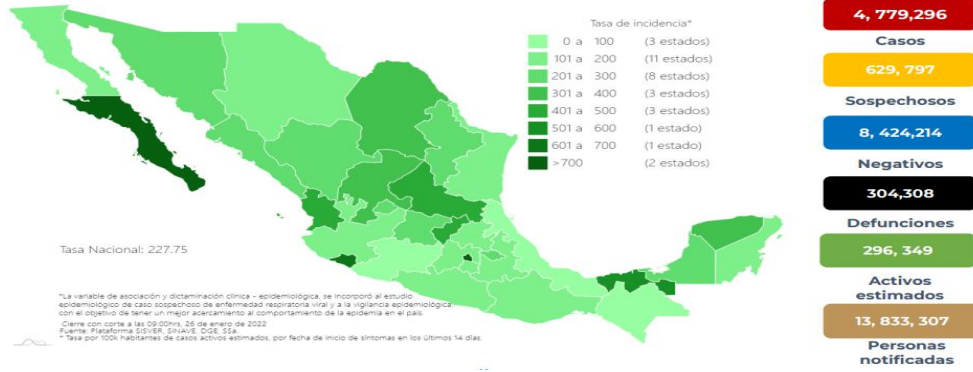 Tasa de incidencia*
0 a 100 (3 estados)
101 a 200 (11 estados)
201 a 300 (8 estados)
301 a 400 (3 estados)
401 a 500 (3 estados)
501 a 600 (1 estado)
601 a 700 (1 estado)
>700 (2 estados)
Tasa Nacional: 227.75
*La variable de asociación y dictaminación clínica – epidemiológica, se incorporó al estudio
epidemiológico de caso sospechoso de enfermedad respiratoria viral y a la vigilancia epidemiológica,
con el objetivo de tener un mejor acercamiento al comportamiento de la epidemia en el país.
Cierre con corte a las 09:00hrs, 26 de enero de 2022
Fuente: Plataforma SISVER, SINAVE, DGE, SSa.
* Tasa por 100k habitantes de casos activos estimados, por fecha de inicio de síntomas en los últimos 14 días.
4, 779,296
Casos
629, 797
Sospechosos
8, 424,214
Negativos
304,308
Defunciones
296, 349
Activos
estimados
13, 833, 307
Personas
notificadas